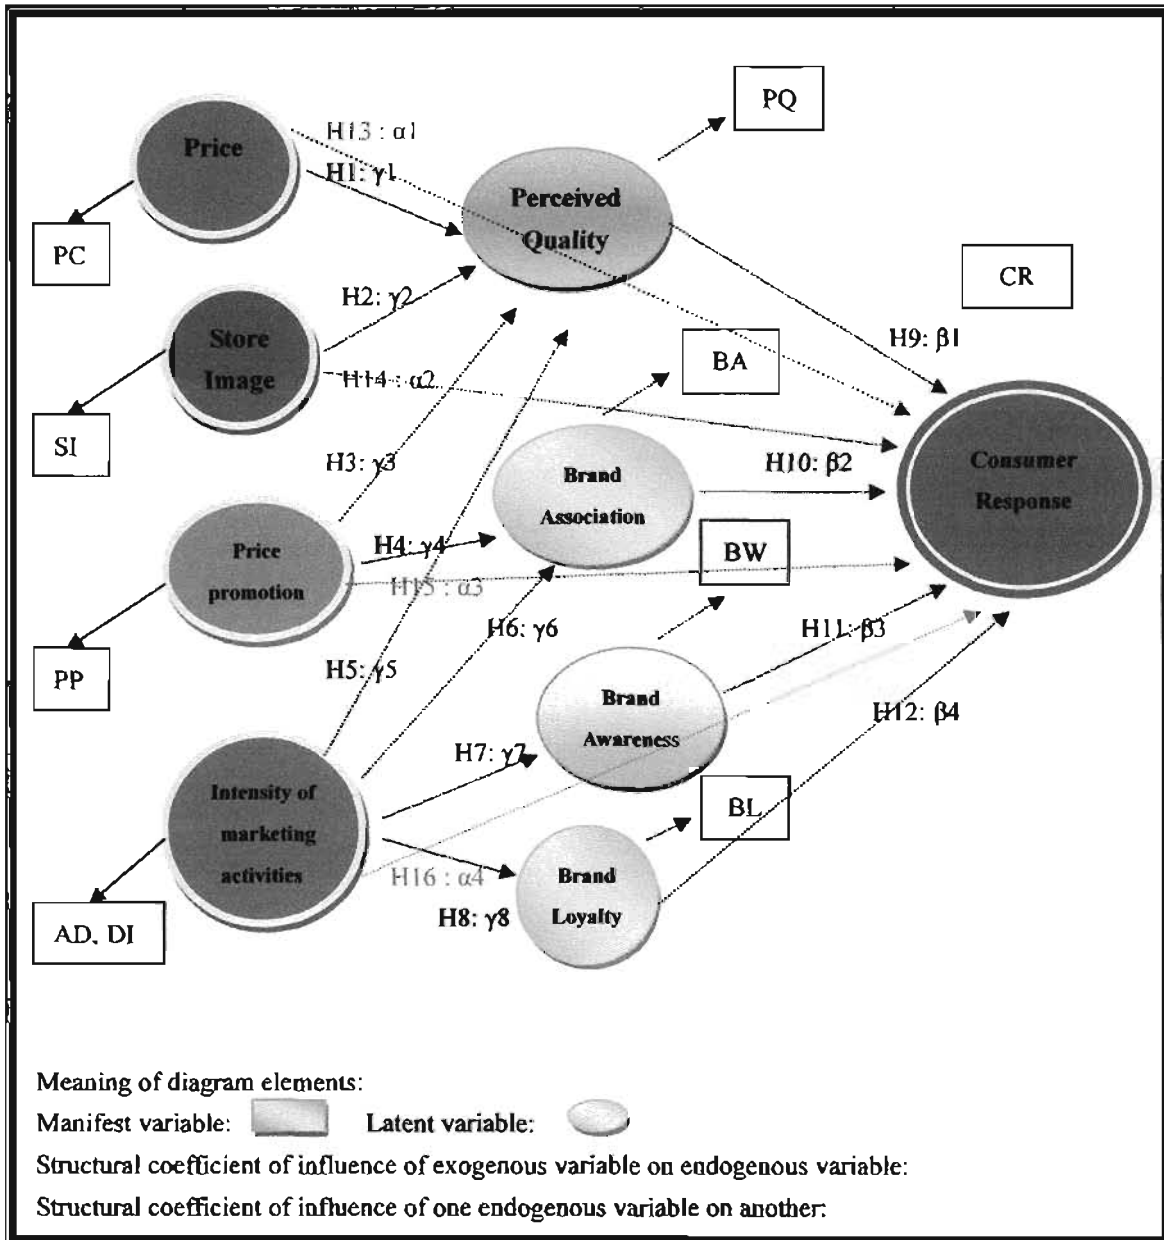 PQ
Price
H13 : α1
H1: γ1
Perceived
Quality
PC
CR
H2: γ2
Store
Image
H9: β1
BA
H14 : α2
SI
H3: γ3
Brand
Association
H10: β2
Consumer
Response
Price
promotion
H4: γ4
BW
H15 : α3
H6: γ6
H11: β3
PP
H5: γ5
Brand
Awareness
H12: β4
H7: γ7
Intensity of
marketing
activities
BL
H16 : α4
Brand
Loyalty
H8: γ8
AD, DI
Meaning of diagram elements:
Manifest variable: Latent variable:
Structural coefficient of influence of exogenous variable on endogenous variable:
Structural coefficient of influence of one endogenous variable on another: